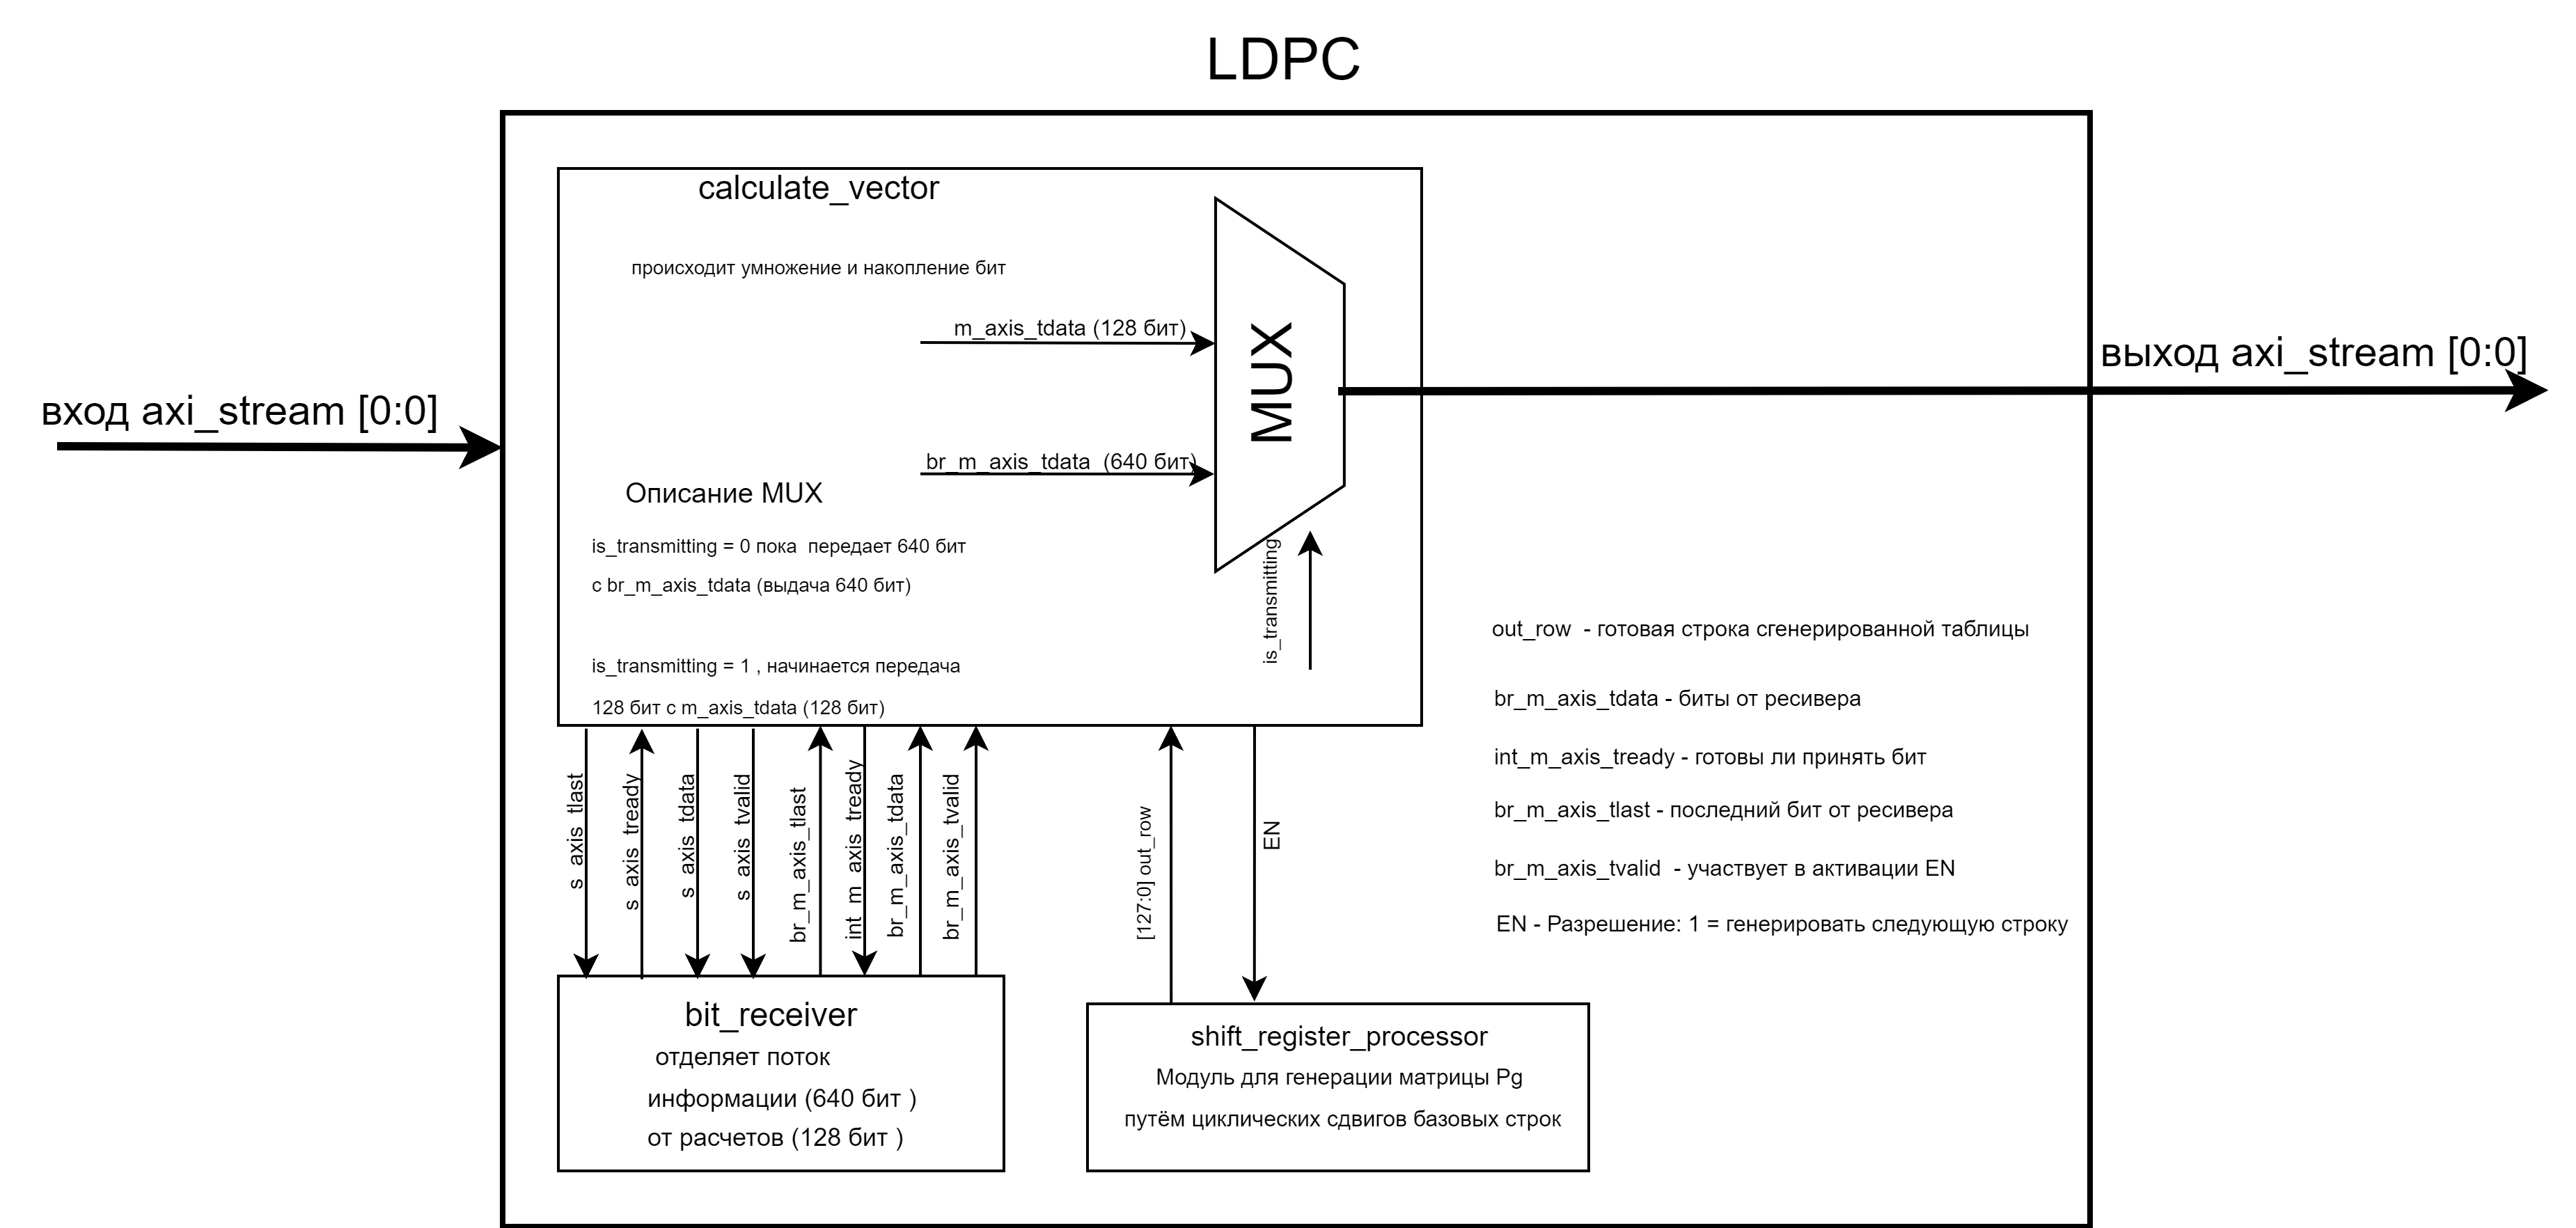 LDPC
calculate_vector
происходит умножение и накопление бит
m_axis_tdata (128 бит)
MUX
br_m_axis_tdata  (640 бит)
вход axi_stream [0:0]
выход axi_stream [0:0]
Описание MUX
is_transmitting = 0 пока  передает 640 бит
с br_m_axis_tdata (выдача 640 бит)
is_transmitting = 1 , начинается передача
128 бит с m_axis_tdata (128 бит)
is_transmitting
out_row  - готовая строка сгенерированной таблицы
br_m_axis_tdata - биты от ресивера
int_m_axis_tready - готовы ли принять бит
br_m_axis_tlast - последний бит от ресивера
br_m_axis_tvalid  - участвует в активации EN
EN - Разрешение: 1 = генерировать следующую строку
s_axis_tlast
s_axis_tready
s_axis_tdata
s_axis_tvalid
br_m_axis_tlast
int_m_axis_tready
br_m_axis_tdata
br_m_axis_tvalid
[127:0] out_row
EN
bit_receiver
отделяет поток
информации (640 бит )
от расчетов (128 бит )
shift_register_processor
Модуль для генерации матрицы Pg
путём циклических сдвигов базовых строк